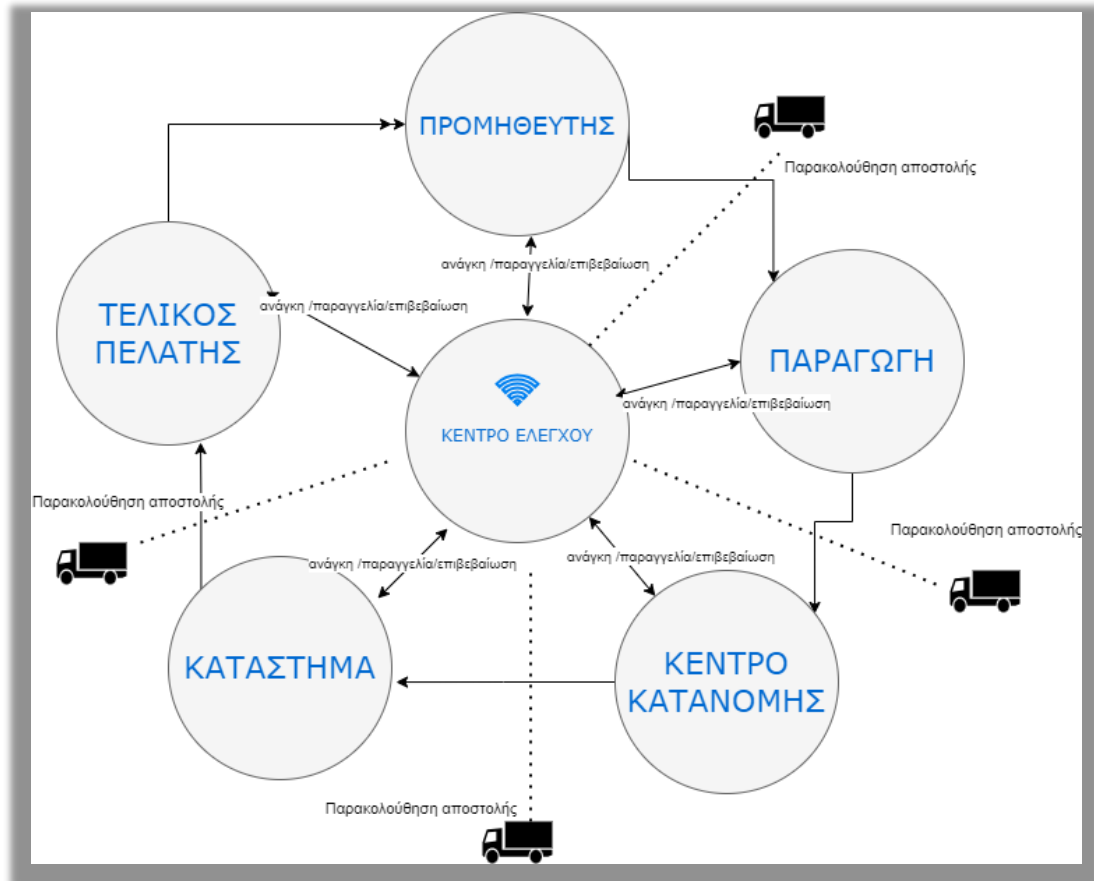 ΠΡΟΜΗΘΕΥΤΗΣ
Παρακολούθηση αποστολής
ανάγκη /παραγγελία/επιβεβαίωση
ΤΕΛΙΚΟΣ
ΠΕΛΑΤΗΣ
ανάγκη /παραγγελία/επιβεβαίωση
ΠΑΡΑΓΩΓΗ
ανάγκη /παραγγελία/επιβεβαίωση
ΚΕΝΤΡΟ ΕΛΕΓΧΟΥ
Παρακολούθηση αποστολής
Παρακολούθηση αποστολής
ανάγκη /παραγγελία/επιβεβαίωση
ανάγκη /παραγγελία/επιβεβαίωση
ΚΑΤΑΣΤΗΜΑ
ΚΕΝΤΡΟ
ΚΑΤΑΝΟΜΗΣ
Παρακολούθηση αποστολής